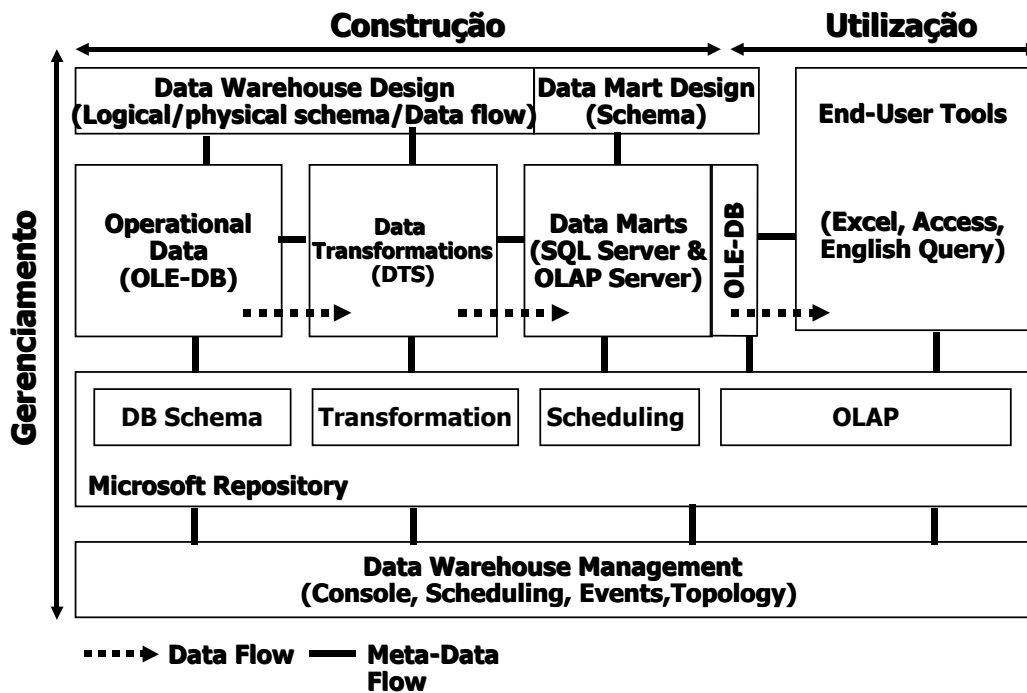 Construção
Utilização
Gerenciamento
Data Warehouse Design
(Logical/physical schema/Data flow)
Data Mart Design
(Schema)
End-User Tools
(Excel, Access,
English Query)
Operational
Data
(OLE-DB)
Data
Transformations
(DTS)
Data Marts
(SQL Server &
OLAP Server)
OLE-DB
DB Schema
Transformation
Scheduling
OLAP
Microsoft Repository
Data Warehouse Management
(Console, Scheduling, Events,Topology)
Data Flow
Meta-Data
Flow